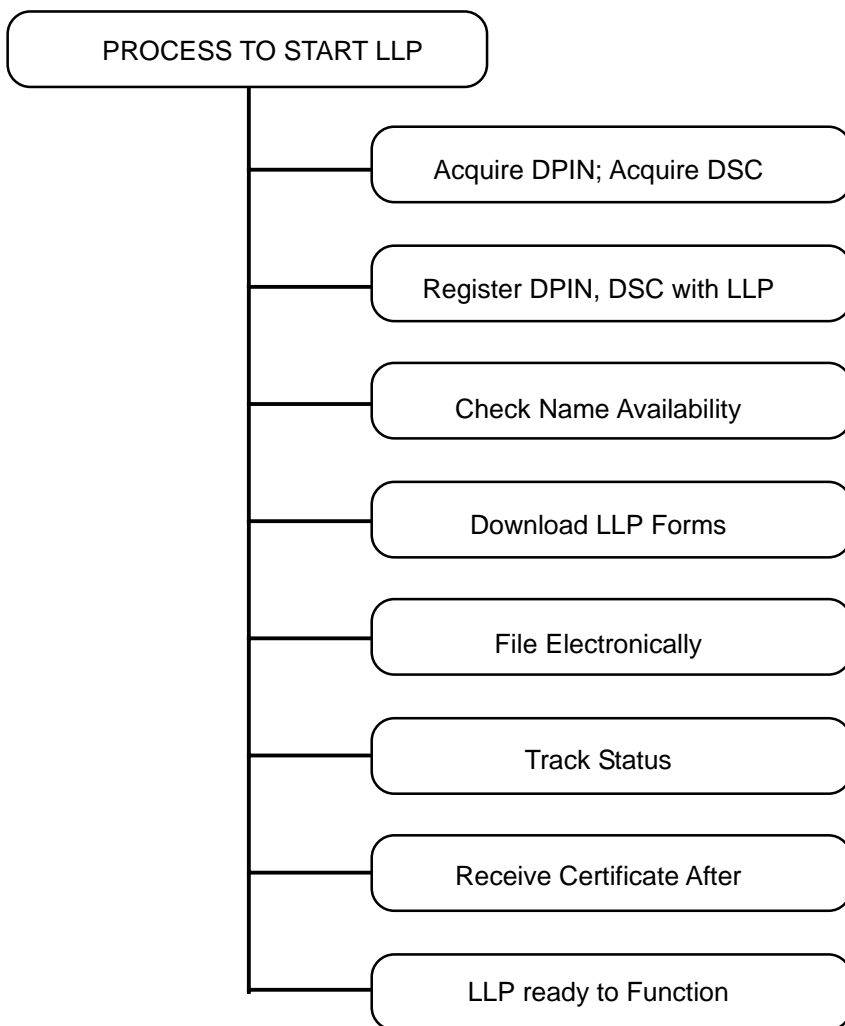 PROCESS TO START LLP
Acquire DPIN; Acquire DSC
Register DPIN, DSC with LLP
Check Name Availability
Download LLP Forms
File Electronically
Track Status
Receive Certificate After
LLP ready to Function